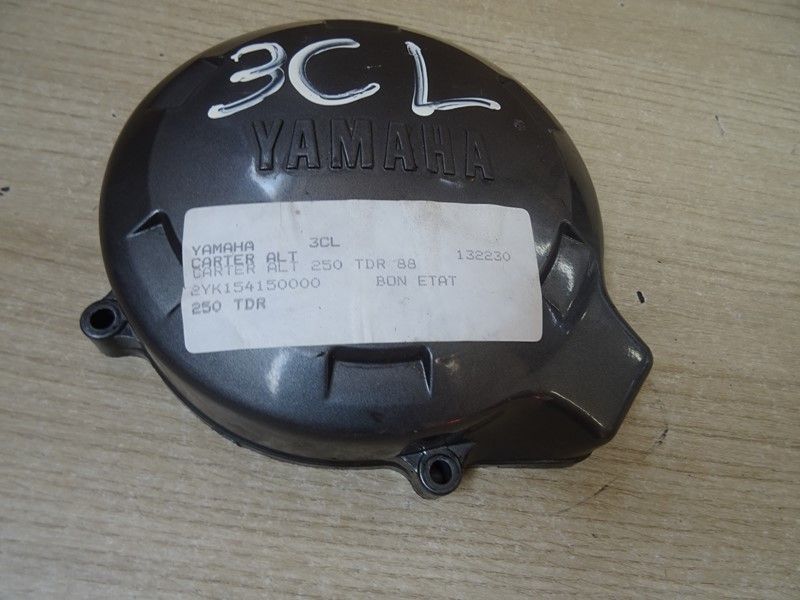 3CL
YAMAHA
YAMAHA 3CL
CARTER ALT 132230
CARTER ALT 250 TDR 88
2YK154150000 BON ETAT
250 TDR